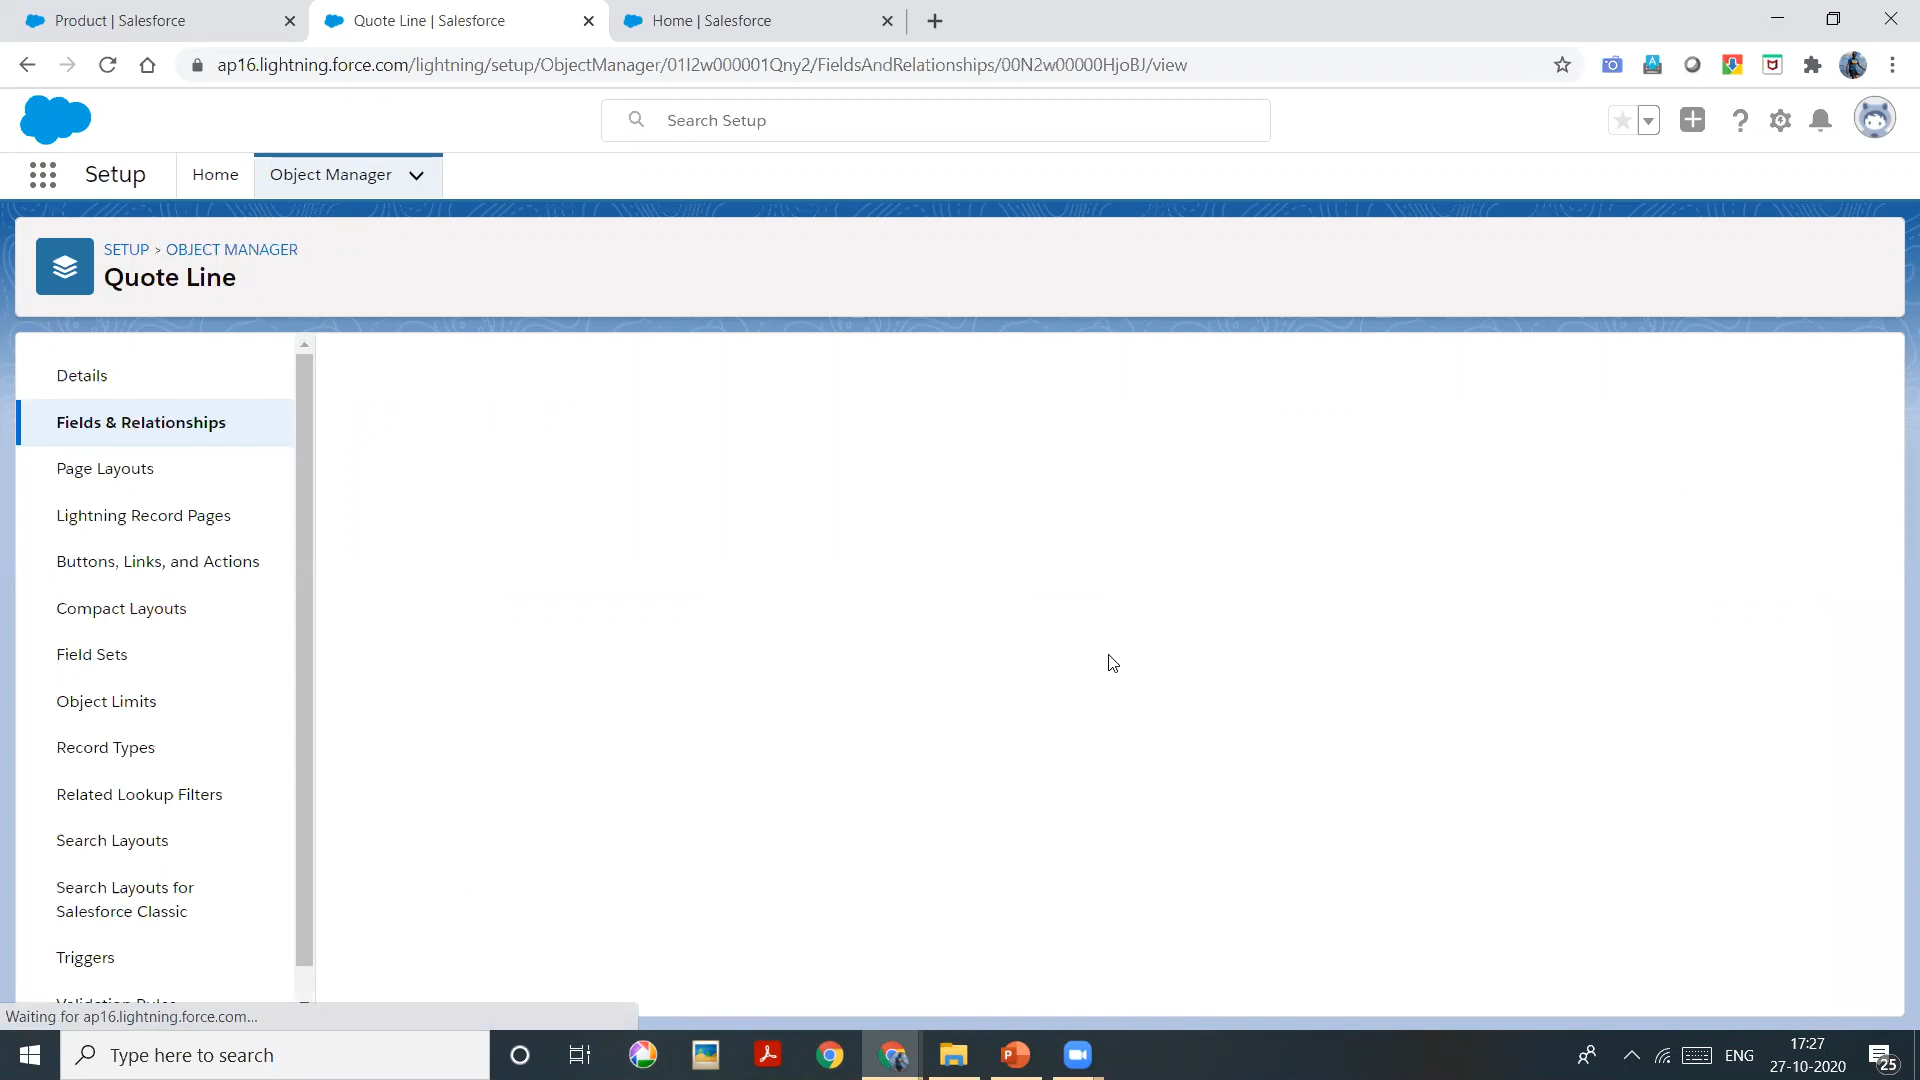 Product | Salesforce
Quote Line | Salesforce
Home | Salesforce
ap16.lightning.force.com/lightning/setup/ObjectManager/01I2w000001Qny2/FieldsAndRelationships/00N2w00000HjoBJ/view
Search Setup
Setup
Home
Object Manager
SETUP > OBJECT MANAGER
Quote Line
Details
Fields & Relationships
Page Layouts
Lightning Record Pages
Buttons, Links, and Actions
Compact Layouts
Field Sets
Object Limits
Record Types
Related Lookup Filters
Search Layouts
Search Layouts for
Salesforce Classic
Triggers
Validation Rules
Waiting for ap16.lightning.force.com...
Type here to search
ENG
17:27
27-10-2020
25